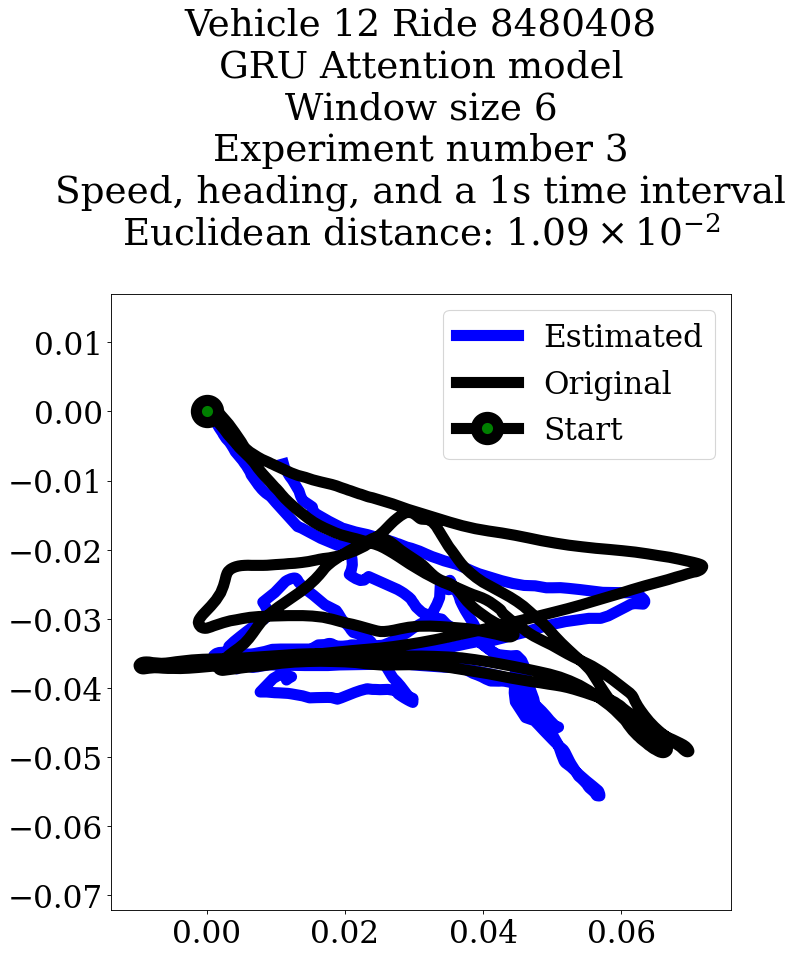 Vehicle 12 Ride 8480408
GRU Attention model
Window size 6
Experiment number 3
Speed, heading, and a 1s time interval
Euclidean distance: 1.09 × 10⁻²
Estimated
Original
Start
0.01
0.00
−0.01
−0.02
−0.03
−0.04
−0.05
−0.06
−0.07
0.00 0.02 0.04 0.06